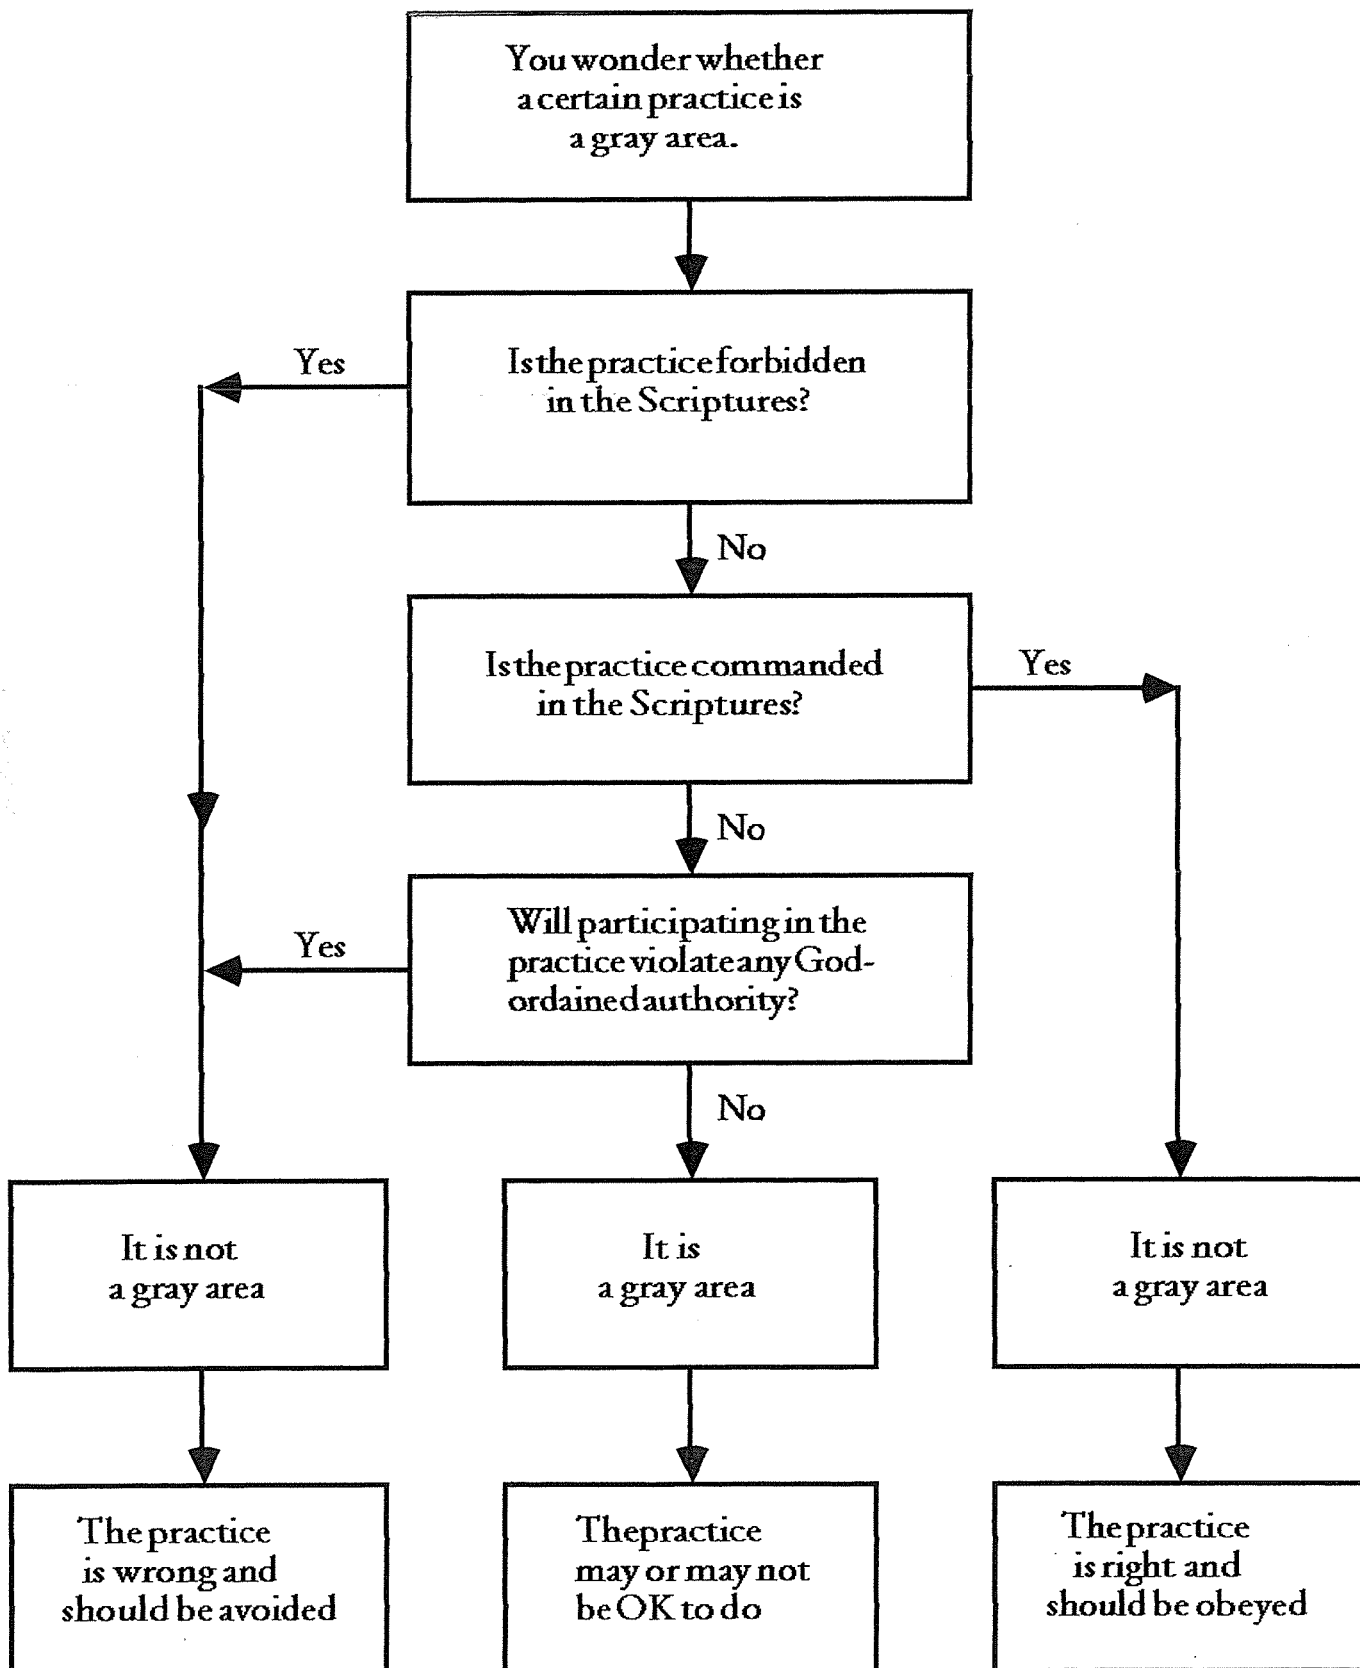 You wonder whether
a certain practice is
a gray area.
Yes
Is the practice forbidden
in the Scriptures?
No
Is the practice commanded
in the Scriptures?
Yes
No
Will participating in the
practice violate any God-
ordained authority?
Yes
No
It is not
a gray area
It is
a gray area
It is not
a gray area
The practice
is wrong and
should be avoided
The practice
may or may not
be OK to do
The practice
is right and
should be obeyed